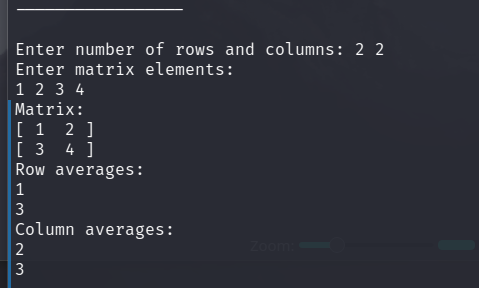 Enter number of rows and columns: 2 2
Enter matrix elements:
1 2 3 4
Matrix:
[ 1  2 ]
[ 3  4 ]
Row averages:
1
3
Column averages:
2
3
Zoom: